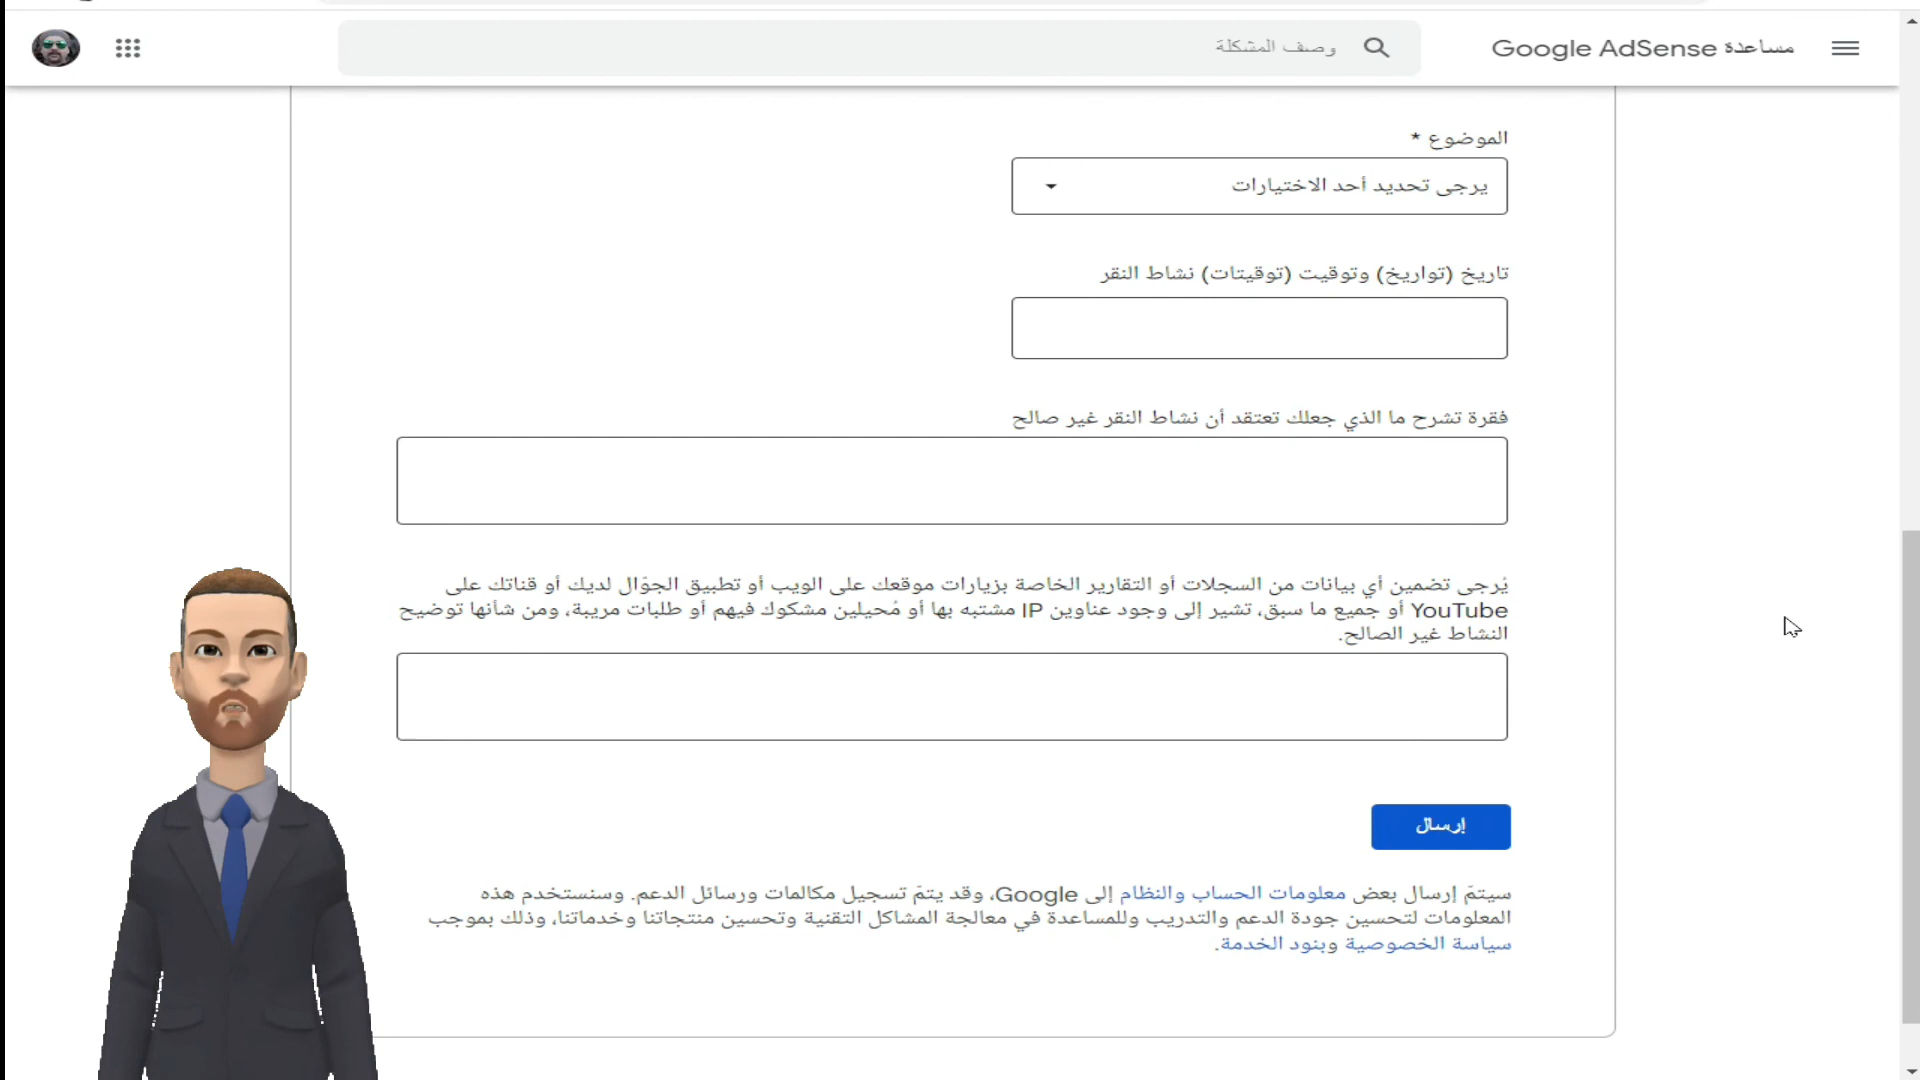 مساعدة Google AdSense
وصف المشكلة
الموضوع *
يرجى تحديد أحد الاختيارات
تاريخ (تواريخ) وتوقيت (توقيتات) نشاط النقر
فقرة تشرح ما الذي جعلك تعتقد أن نشاط النقر غير صالح
يُرجى تضمين أي بيانات من السجلات أو التقارير الخاصة بزيارات موقعك على الويب أو تطبيق الجوّال لديك أو قناتك على
YouTube أو جميع ما سبق، تشير إلى وجود عناوين IP مشتبه بها أو مُحيلين مشكوك فيهم أو طلبات مريبة، ومن شأنها توضيح
النشاط غير الصالح.
إرسال
سيتمّ إرسال بعض معلومات الحساب والنظام إلى Google، وقد يتمّ تسجيل مكالمات ورسائل الدعم. وسنستخدم هذه
المعلومات لتحسين جودة الدعم والتدريب وللمساعدة في معالجة المشاكل التقنية وتحسين منتجاتنا وخدماتنا، وذلك بموجب
سياسة الخصوصية وبنود الخدمة.